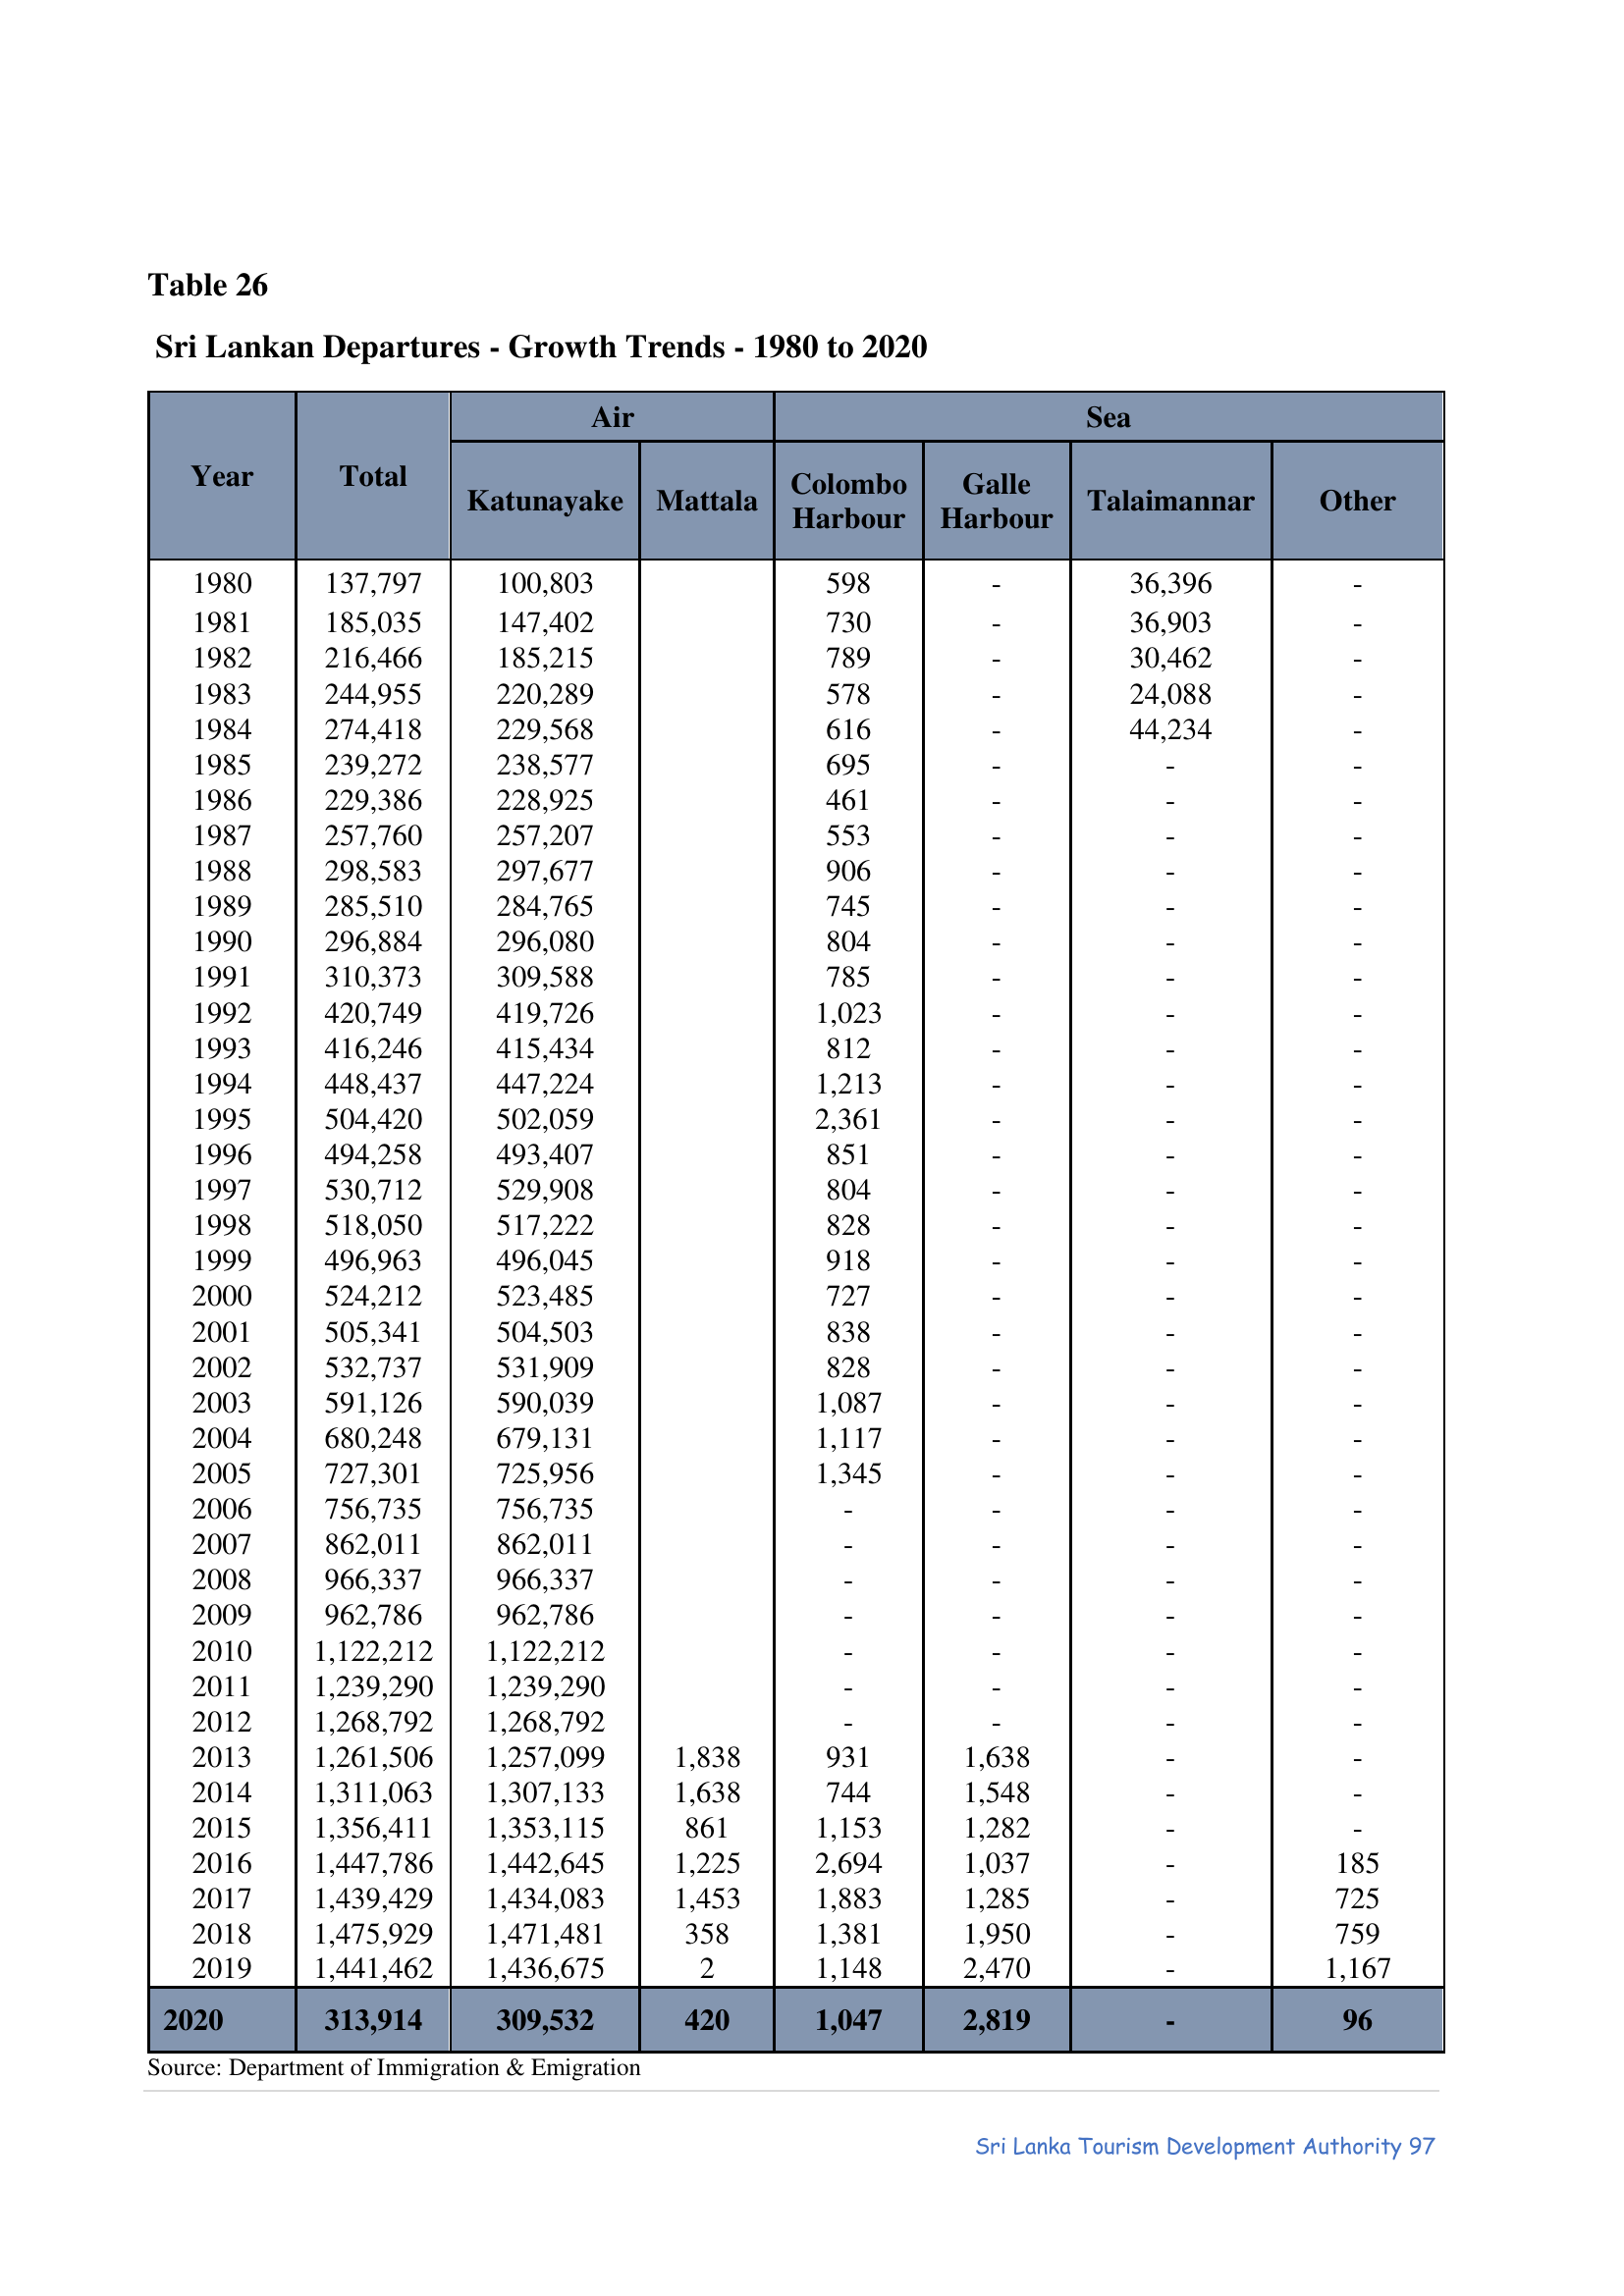 Table 26
Sri Lankan Departures - Growth Trends - 1980 to 2020
Year Total Air Sea
Katunayake Mattala Colombo Harbour Galle Harbour Talaimannar Other
1980 137,797 100,803 598 - 36,396 -
1981 185,035 147,402 730 - 36,903 -
1982 216,466 185,215 789 - 30,462 -
1983 244,955 220,289 578 - 24,088 -
1984 274,418 229,568 616 - 44,234 -
1985 239,272 238,577 695 - - -
1986 229,386 228,925 461 - - -
1987 257,760 257,207 553 - - -
1988 298,583 297,677 906 - - -
1989 285,510 284,765 745 - - -
1990 296,884 296,080 804 - - -
1991 310,373 309,588 785 - - -
1992 420,749 419,726 1,023 - - -
1993 416,246 415,434 812 - - -
1994 448,437 447,224 1,213 - - -
1995 504,420 502,059 2,361 - - -
1996 494,258 493,407 851 - - -
1997 530,712 529,908 804 - - -
1998 518,050 517,222 828 - - -
1999 496,963 496,045 918 - - -
2000 524,212 523,485 727 - - -
2001 505,341 504,503 838 - - -
2002 532,737 531,909 828 - - -
2003 591,126 590,039 1,087 - - -
2004 680,248 679,131 1,117 - - -
2005 727,301 725,956 1,345 - - -
2006 756,735 756,735 - - - -
2007 862,011 862,011 - - - -
2008 966,337 966,337 - - - -
2009 962,786 962,786 - - - -
2010 1,122,212 1,122,212 - - - -
2011 1,239,290 1,239,290 - - - -
2012 1,268,792 1,268,792 - - - -
2013 1,261,506 1,257,099 1,838 931 1,638 - -
2014 1,311,063 1,307,133 1,638 744 1,548 - -
2015 1,356,411 1,353,115 861 1,153 1,282 - -
2016 1,447,786 1,442,645 1,225 2,694 1,037 - 185
2017 1,439,429 1,434,083 1,453 1,883 1,285 - 725
2018 1,475,929 1,471,481 358 1,381 1,950 - 759
2019 1,441,462 1,436,675 2 1,148 2,470 - 1,167
2020 313,914 309,532 420 1,047 2,819 - 96
Source: Department of Immigration & Emigration
Sri Lanka Tourism Development Authority 97